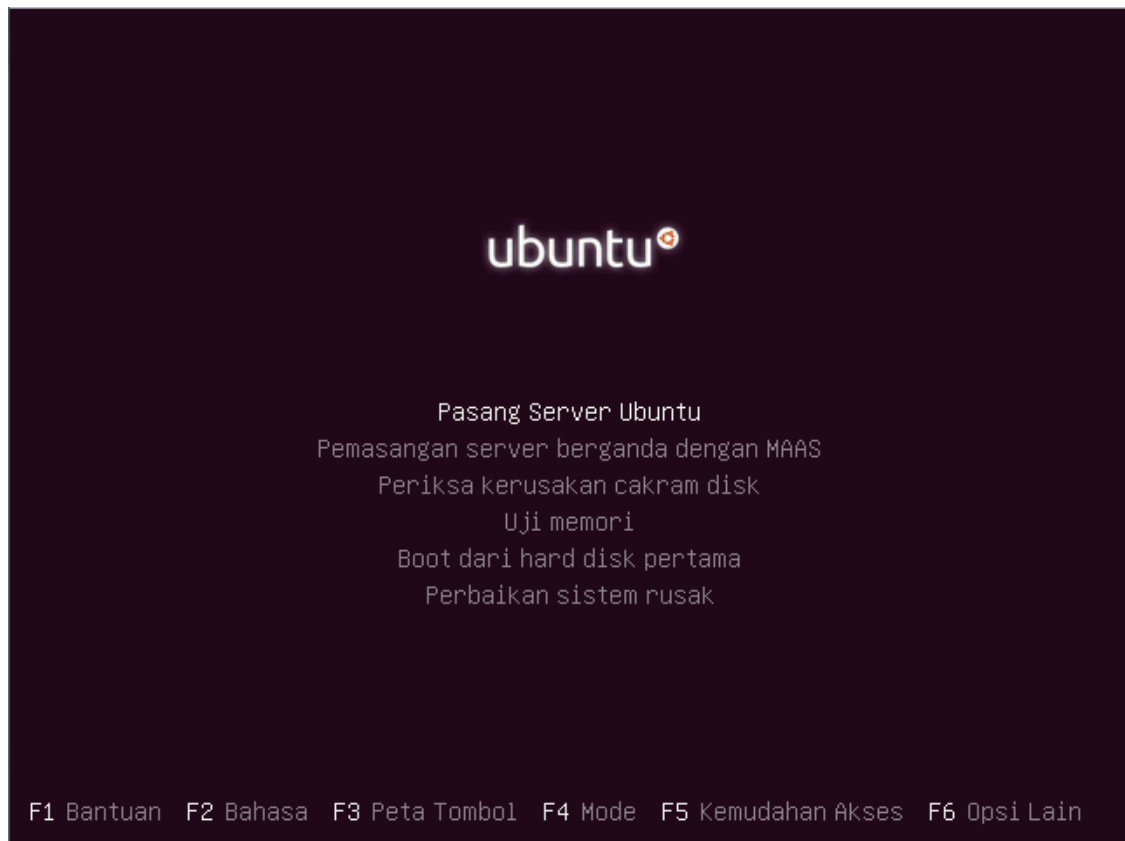 ubuntu
Pasang Server Ubuntu
Pemasangan server berganda dengan MAAS
Periksa kerusakan cakram disk
Uji memori
Boot dari hard disk pertama
Perbaikan sistem rusak
F1 Bantuan F2 Bahasa F3 Peta Tombol F4 Mode F5 Kemudahan Akses F6 Opsi Lain